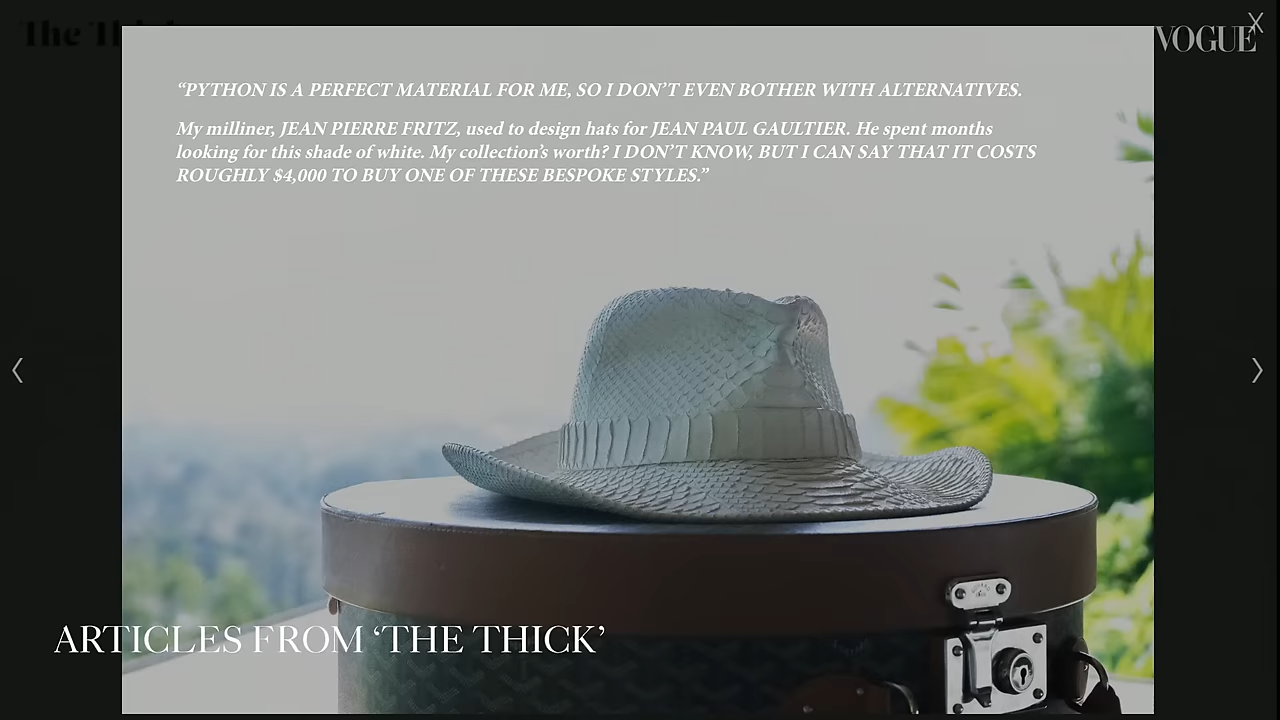 The Thick
VOGUE
“PYTHON IS A PERFECT MATERIAL FOR ME, SO I DON’T EVEN BOTHER WITH ALTERNATIVES.
My milliner, JEAN PIERRE FRITZ, used to design hats for JEAN PAUL GAULTIER. He spent months
looking for this shade of white. My collection’s worth? I DON’T KNOW, BUT I CAN SAY THAT IT COSTS
ROUGHLY $4,000 TO BUY ONE OF THESE BESPOKE STYLES.”
ARTICLES FROM ‘THE THICK’